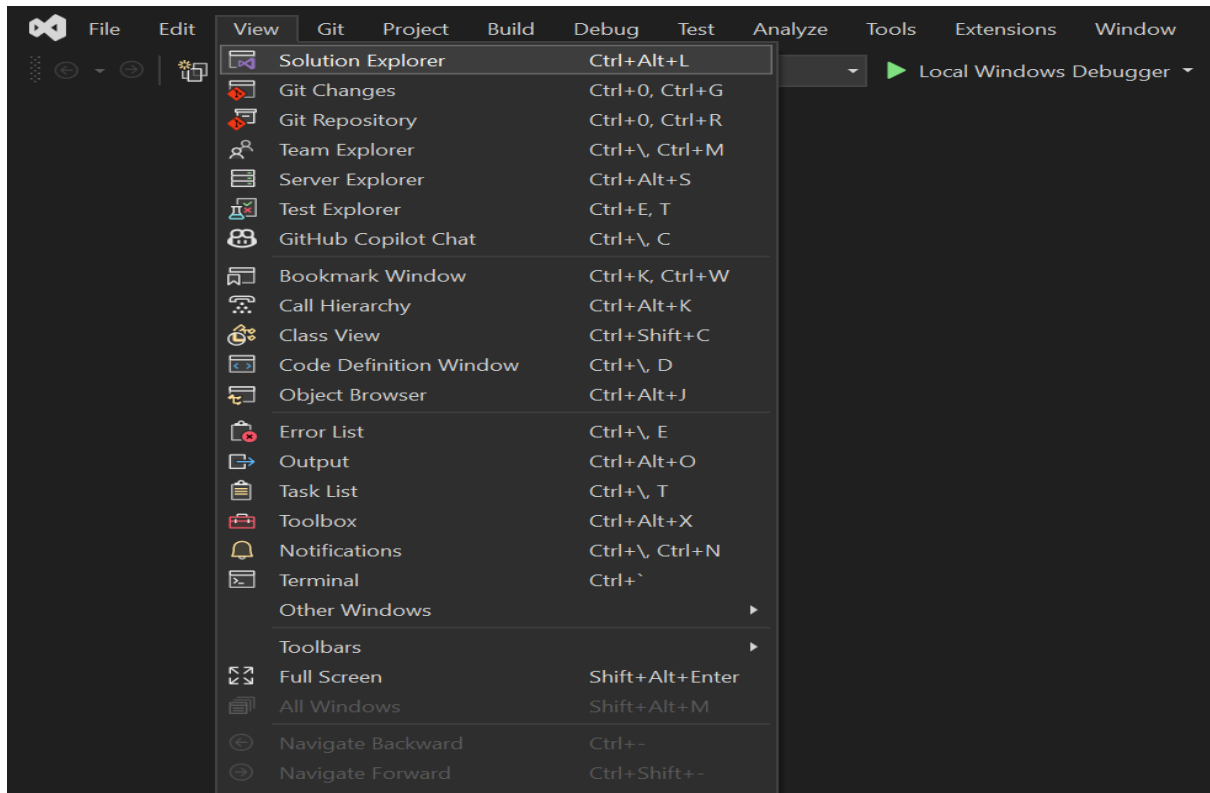 File Edit View Git Project Build Debug Test Analyze Tools Extensions Window
Local Windows Debugger
Solution Explorer Ctrl+Alt+L
Git Changes Ctrl+0, Ctrl+G
Git Repository Ctrl+0, Ctrl+R
Team Explorer Ctrl+\, Ctrl+M
Server Explorer Ctrl+Alt+S
Test Explorer Ctrl+E, T
GitHub Copilot Chat Ctrl+\, C
Bookmark Window Ctrl+K, Ctrl+W
Call Hierarchy Ctrl+Alt+K
Class View Ctrl+Shift+C
Code Definition Window Ctrl+\, D
Object Browser Ctrl+Alt+J
Error List Ctrl+\, E
Output Ctrl+Alt+O
Task List Ctrl+\, T
Toolbox Ctrl+Alt+X
Notifications Ctrl+\, Ctrl+N
Terminal Ctrl+`
Other Windows
Toolbars
Full Screen Shift+Alt+Enter
All Windows Shift+Alt+M
Navigate Backward Ctrl+-
Navigate Forward Ctrl+Shift+-